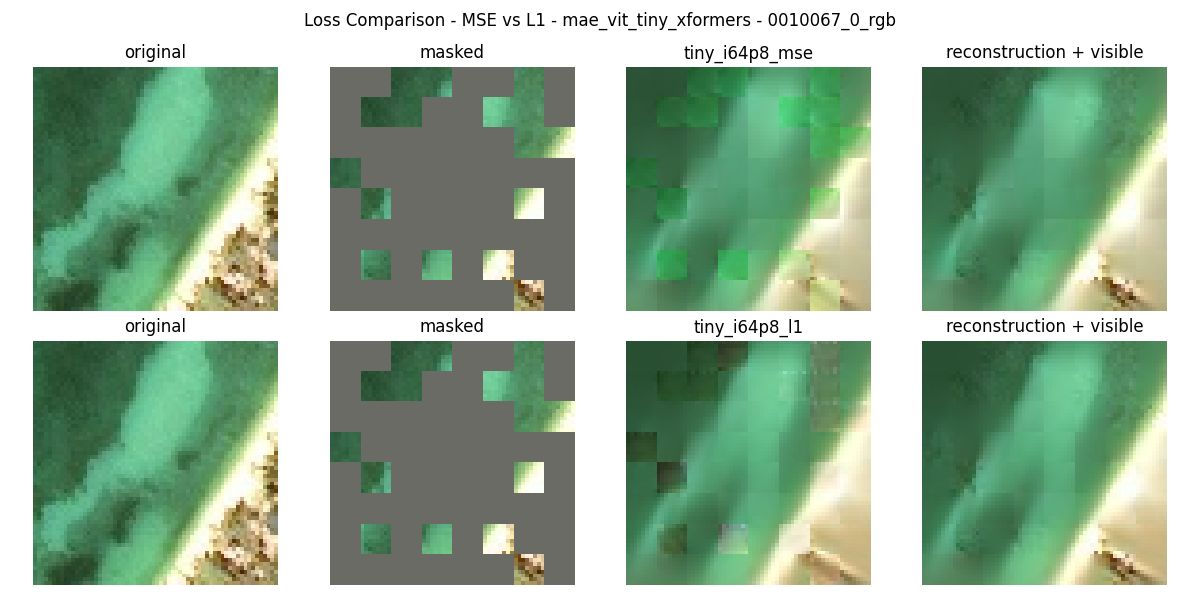 Loss Comparison - MSE vs L1 - mae_vit_tiny_xformers - 0010067_0_rgb
original masked tiny_i64p8_mse reconstruction + visible
original masked tiny_i64p8_l1 reconstruction + visible